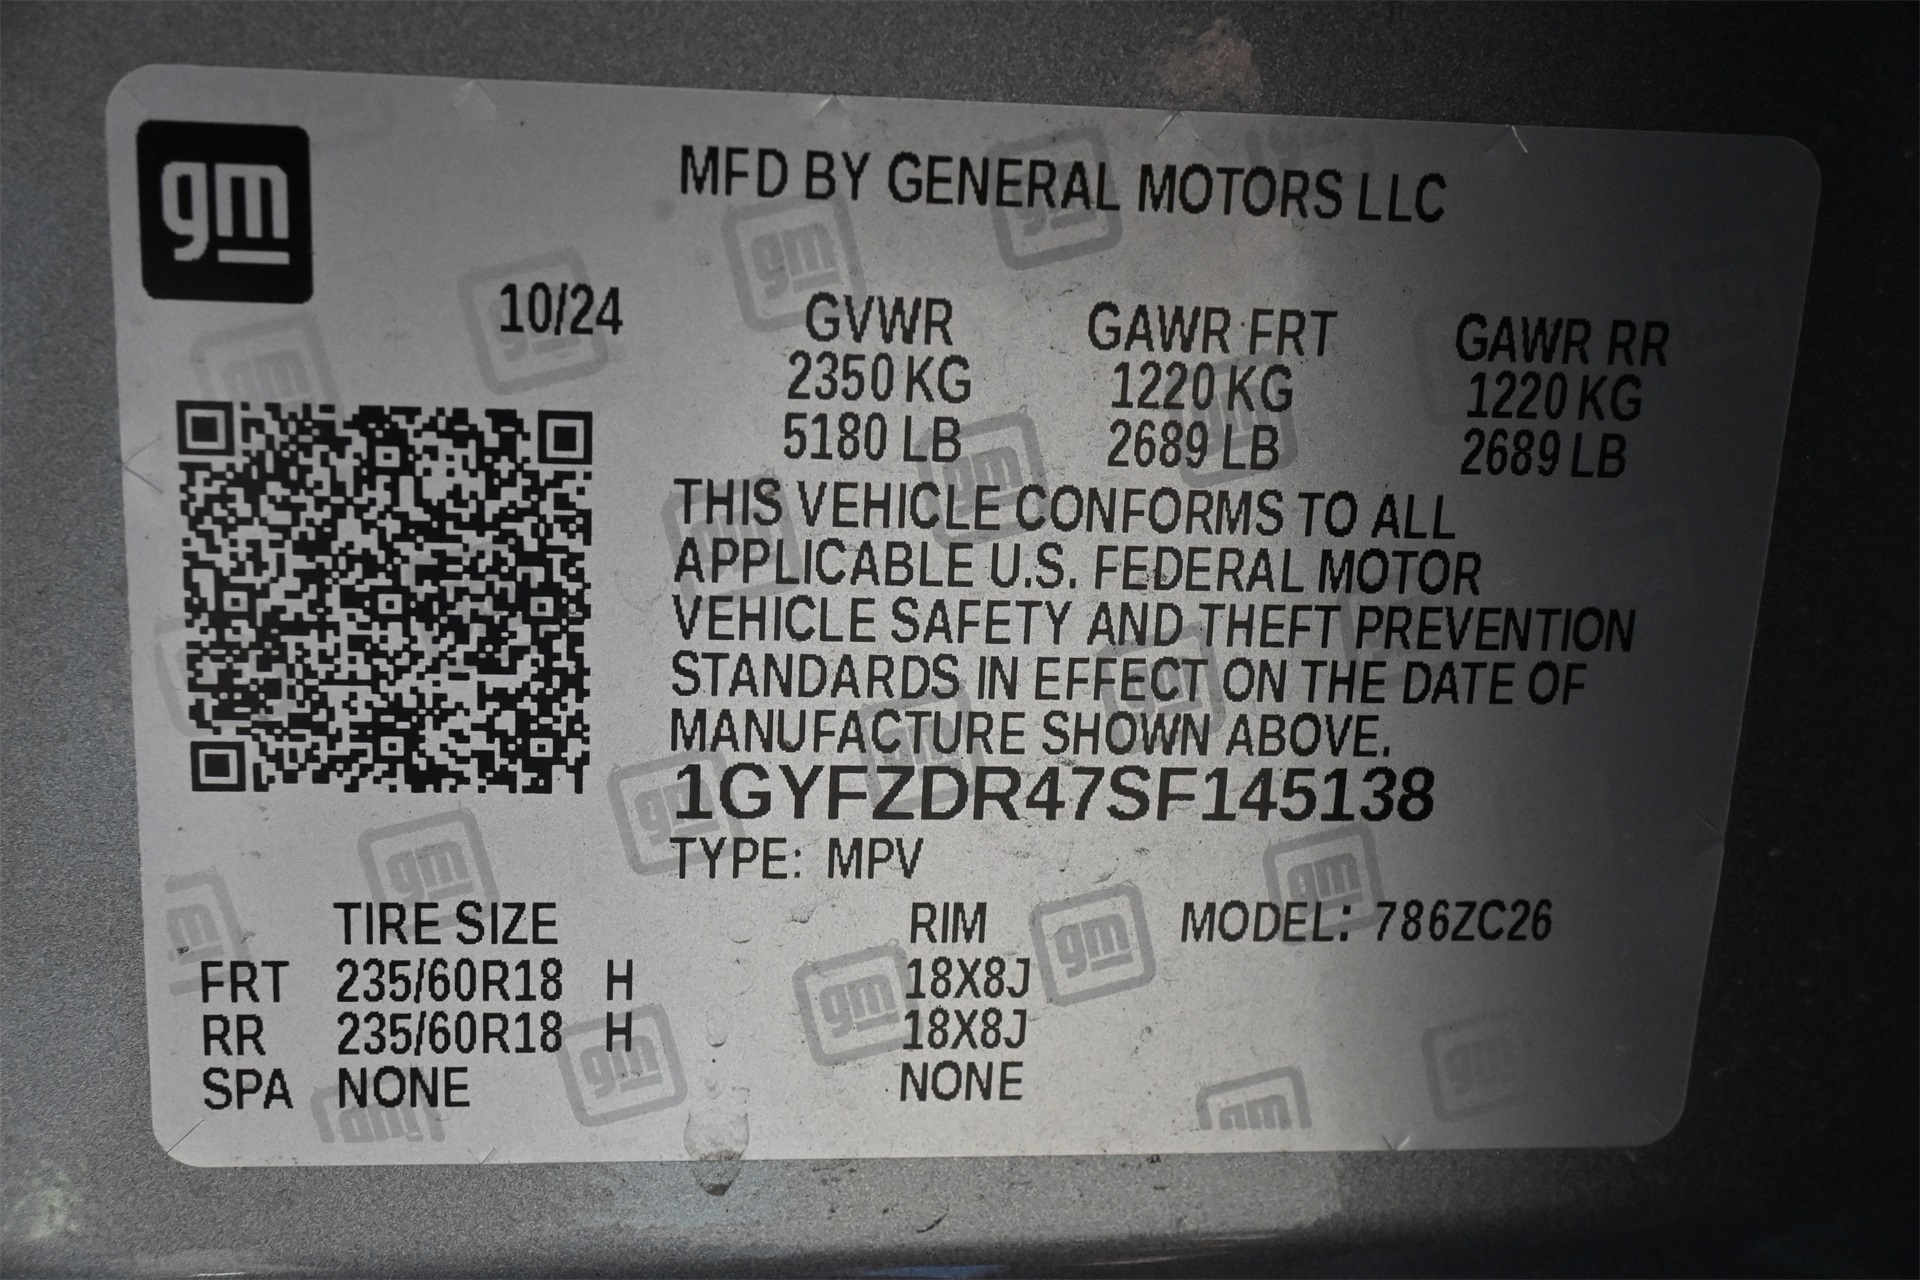 gm
MFD BY GENERAL MOTORS LLC
10/24
GVWR GAWR FRT GAWR RR
2350 KG 1220 KG 1220 KG
5180 LB 2689 LB 2689 LB
THIS VEHICLE CONFORMS TO ALL
APPLICABLE U.S. FEDERAL MOTOR
VEHICLE SAFETY AND THEFT PREVENTION
STANDARDS IN EFFECT ON THE DATE OF
MANUFACTURE SHOWN ABOVE.
1GYFZDR47SF145138
TYPE: MPV
TIRE SIZE RIM MODEL: 786ZC26
FRT 235/60R18 H 18X8J
RR 235/60R18 H 18X8J
SPA NONE NONE